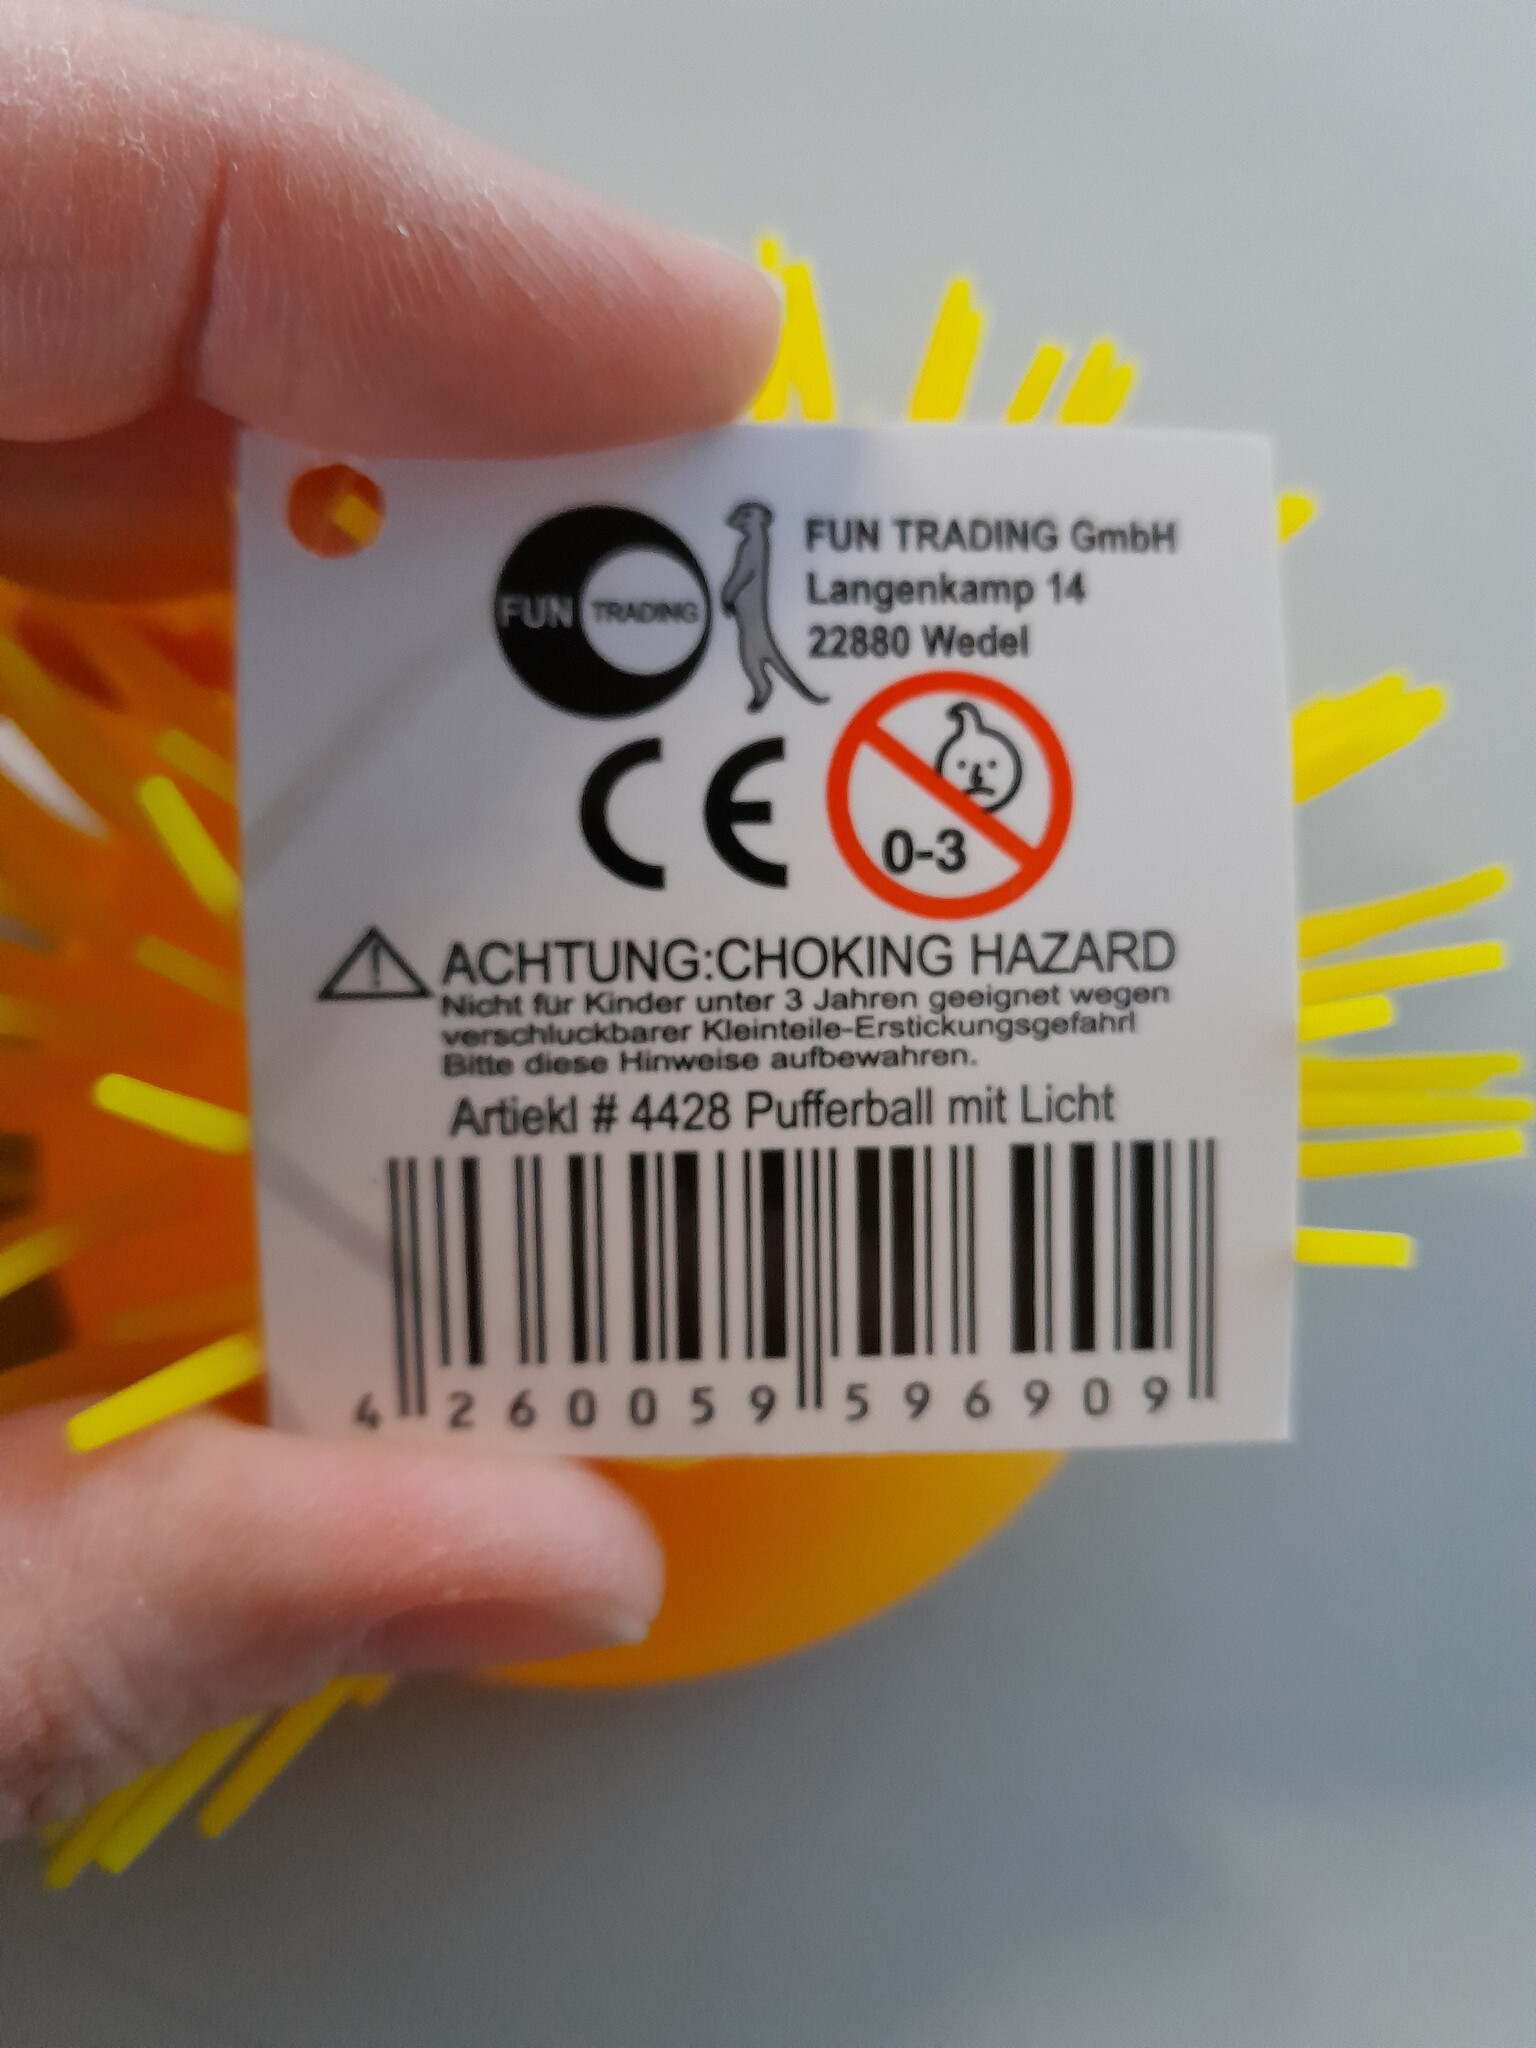 FUN TRADING
FUN TRADING GmbH
Langenkamp 14
22880 Wedel
CE
0-3
ACHTUNG:CHOKING HAZARD
Nicht für Kinder unter 3 Jahren geeignet wegen
verschluckbarer Kleinteile-Erstickungsgefahr!
Bitte diese Hinweise aufbewahren.
Artiekl # 4428 Pufferball mit Licht
4 260059 596909